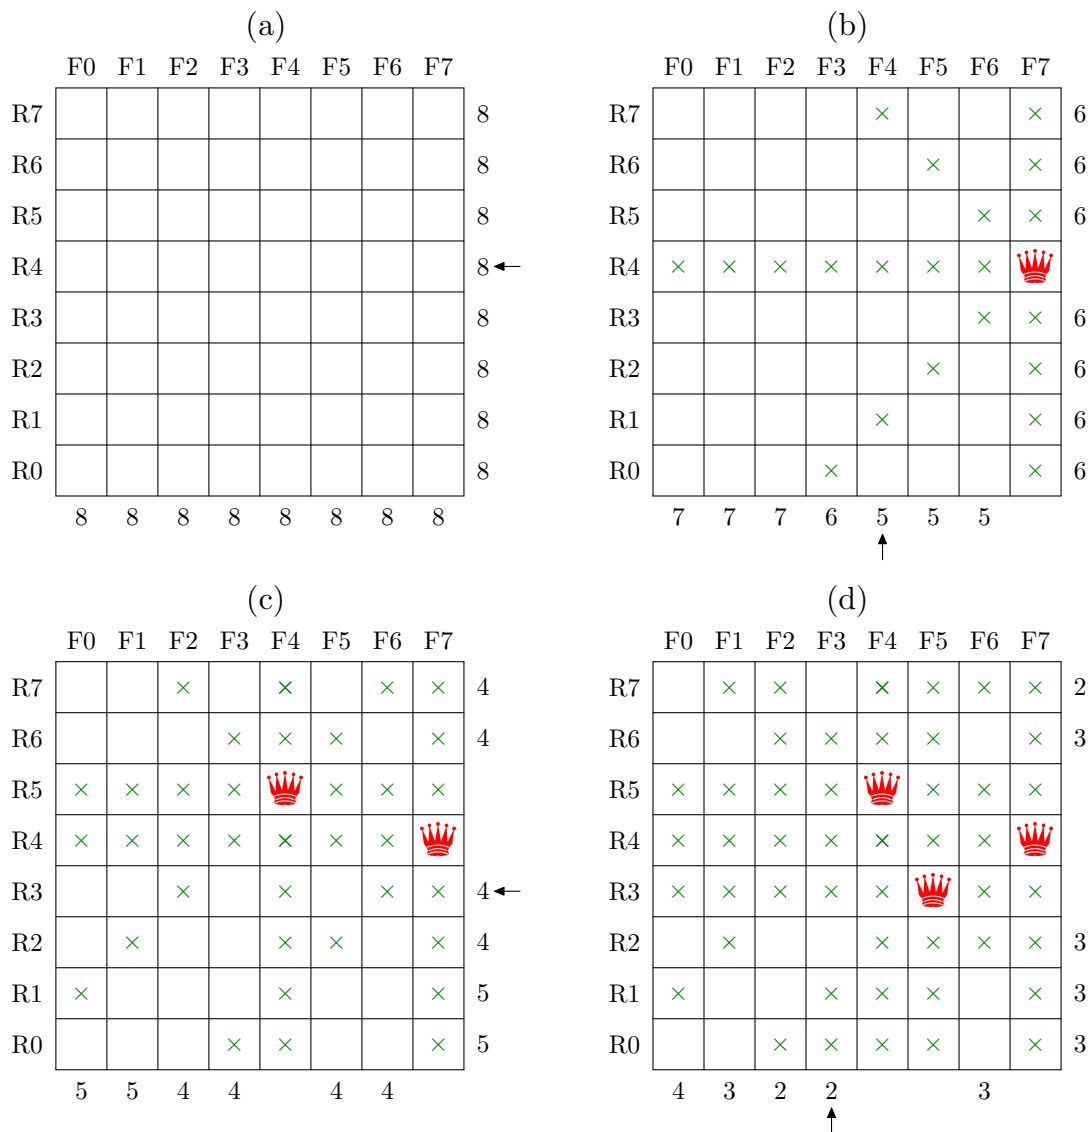 (a)
F0 F1 F2 F3 F4 F5 F6 F7
R7 8
R6 8
R5 8
R4 8
R3 8
R2 8
R1 8
R0 8
8 8 8 8 8 8 8 8
(b)
F0 F1 F2 F3 F4 F5 F6 F7
R7 6
R6 6
R5 6
R4
R3 6
R2 6
R1 6
R0 6
7 7 7 6 5 5 5
(c)
F0 F1 F2 F3 F4 F5 F6 F7
R7 4
R6 4
R5
R4
R3 4
R2 4
R1 5
R0 5
5 5 4 4 4 4
(d)
F0 F1 F2 F3 F4 F5 F6 F7
R7 2
R6 3
R5
R4
R3
R2 3
R1 3
R0 3
4 3 2 2 3